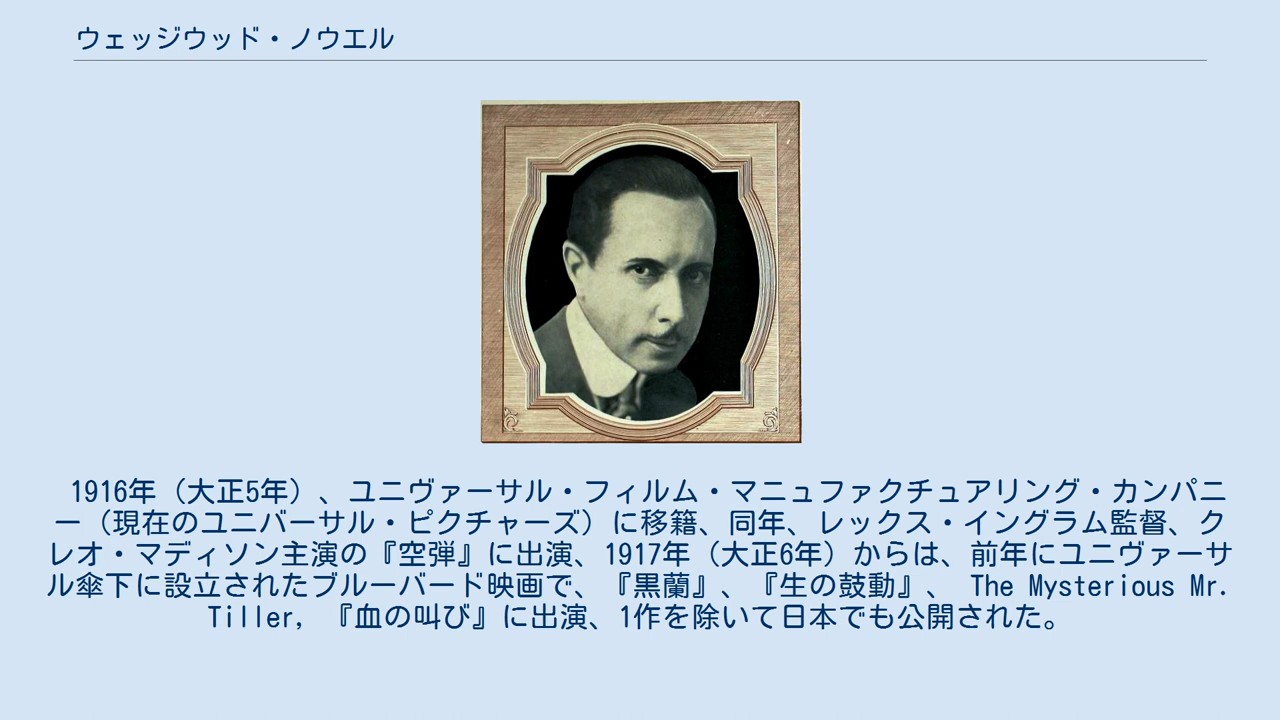 ウェッジウッド・ノウエル
1916年（大正5年）、ユニヴァーサル・フィルム・マニュファクチュアリング・カンパニ
ー（現在のユニバーサル・ピクチャーズ）に移籍、同年、レックス・イングラム監督、ク
レオ・マディソン主演の『空弾』に出演、1917年（大正6年）からは、前年にユニヴァーサ
ル傘下に設立されたブルーバード映画で、『黒蘭』、『生の鼓動』、 The Mysterious Mr.
Tiller, 『血の叫び』に出演、1作を除いて日本でも公開された。